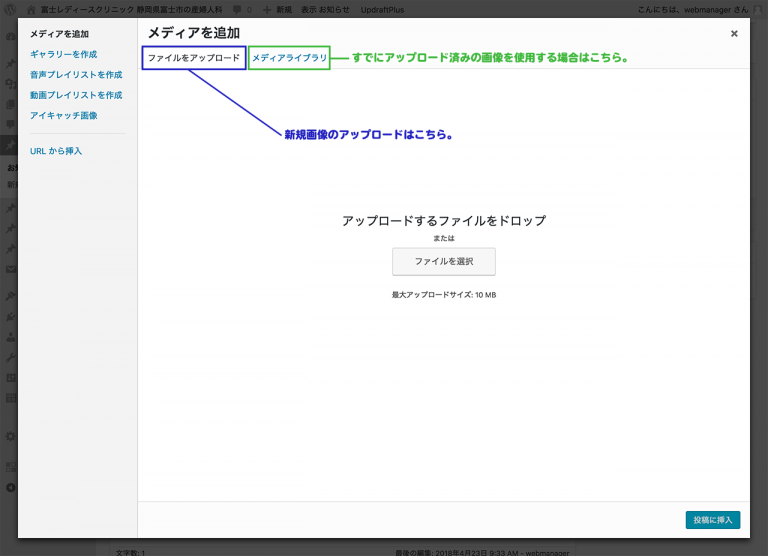 富士レディースクリニック 静岡県富士市の産婦人科 0 + 新規 表示 お知らせ UpdraftPlus こんにちは、webmanager さん
メディアを追加
ギャラリーを作成
音声プレイリストを作成
動画プレイリストを作成
アイキャッチ画像
URL から挿入
メディアを追加
ファイルをアップロード メディアライブラリ すでにアップロード済みの画像を使用する場合はこちら。
新規画像のアップロードはこちら。
アップロードするファイルをドロップ
または
ファイルを選択
最大アップロードサイズ: 10 MB
投稿に挿入
文字数: 1 最後の編集: 2018年4月23日 9:33 AM - webmanager